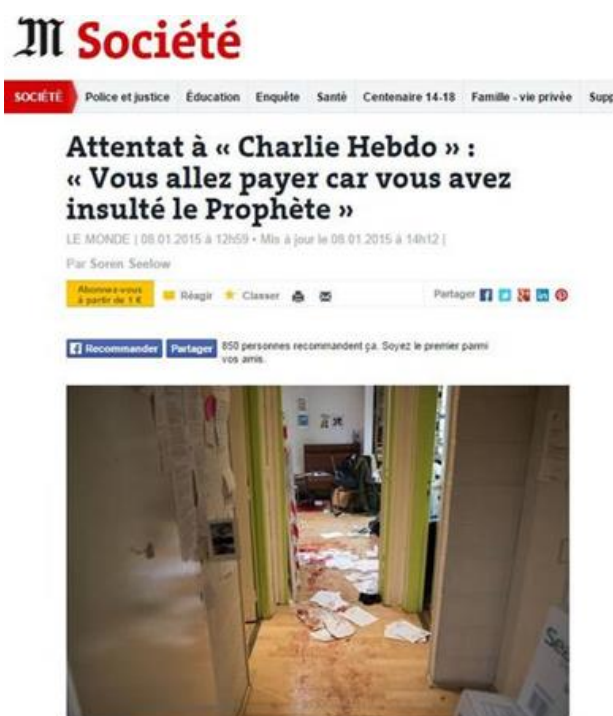 M Société
SOCIÉTÉ Police et justice Éducation Enquête Santé Centenaire 14-18 Famille - vie privée Supp
Attentat à « Charlie Hebdo » :
« Vous allez payer car vous avez
insulté le Prophète »
LE MONDE | 08.01.2015 à 12h59 • Mis à jour le 08.01.2015 à 14h12 |
Par Soren Seelow
Abonnez-vous
à partir de 1 €
Réagir Classer
Partager
Recommander Partager 850 personnes recommandent ça. Soyez le premier parmi
vos amis.